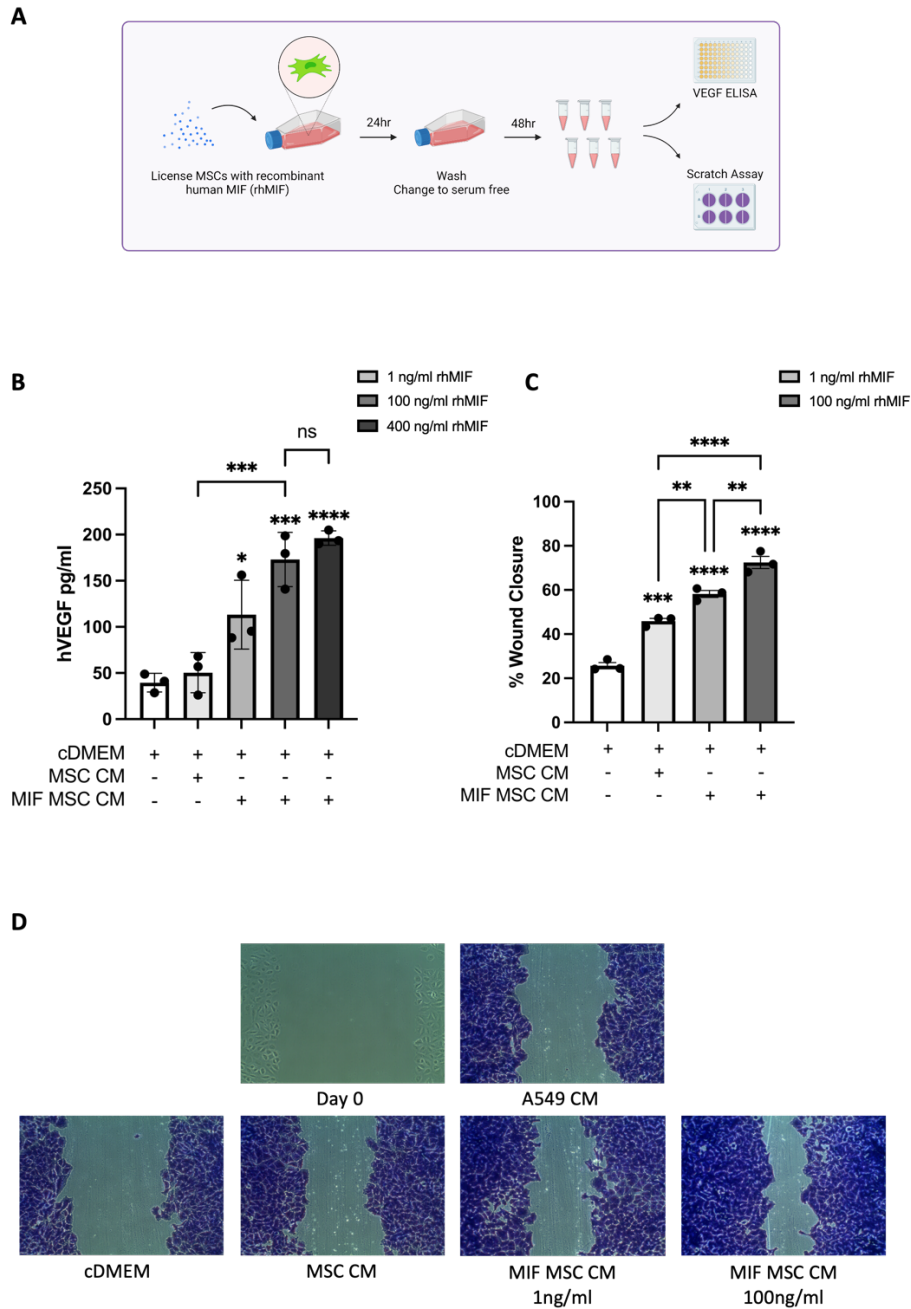 A
License MSCs with recombinant
human MIF (rhMIF)
24hr
Wash
Change to serum free
48hr
VEGF ELISA
Scratch Assay
B
1 ng/ml rhMIF
100 ng/ml rhMIF
400 ng/ml rhMIF
ns
***
* *** ****
hVEGF pg/ml
250
200
150
100
50
0
cDMEM + + + + +
MSC CM - + - - -
MIF MSC CM - - + + +
C
1 ng/ml rhMIF
100 ng/ml rhMIF
****
** **
*** **** ****
% Wound Closure
100
80
60
40
20
0
cDMEM + + + +
MSC CM - + - -
MIF MSC CM - - + +
D
Day 0
A549 CM
cDMEM
MSC CM
MIF MSC CM
1ng/ml
MIF MSC CM
100ng/ml